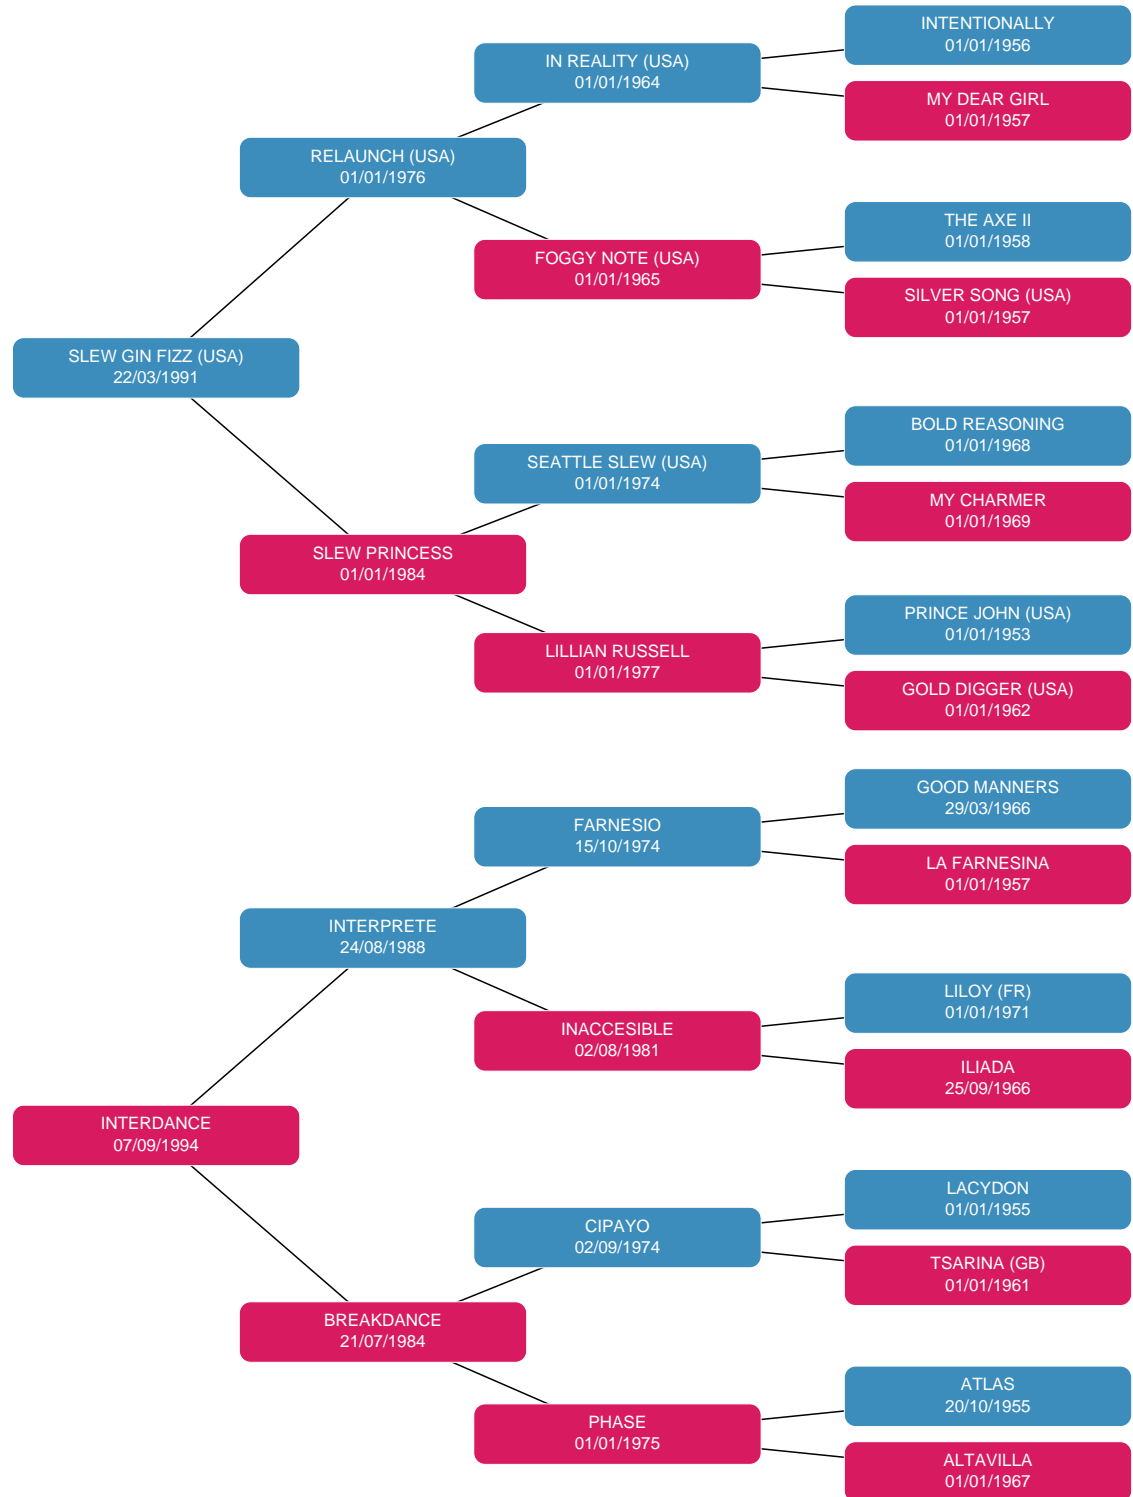 INTENTIONALLY
01/01/1956
IN REALITY (USA)
01/01/1964
MY DEAR GIRL
01/01/1957
RELAUNCH (USA)
01/01/1976
THE AXE II
01/01/1958
FOGGY NOTE (USA)
01/01/1965
SILVER SONG (USA)
01/01/1957
SLEW GIN FIZZ (USA)
22/03/1991
BOLD REASONING
01/01/1968
SEATTLE SLEW (USA)
01/01/1974
MY CHARMER
01/01/1969
SLEW PRINCESS
01/01/1984
PRINCE JOHN (USA)
01/01/1953
LILLIAN RUSSELL
01/01/1977
GOLD DIGGER (USA)
01/01/1962
GOOD MANNERS
29/03/1966
FARNESIO
15/10/1974
LA FARNESINA
01/01/1957
INTERPRETE
24/08/1988
LILOY (FR)
01/01/1971
INACCESIBLE
02/08/1981
ILIADA
25/09/1966
INTERDANCE
07/09/1994
LACYDON
01/01/1955
CIPAYO
02/09/1974
TSARINA (GB)
01/01/1961
BREAKDANCE
21/07/1984
ATLAS
20/10/1955
PHASE
01/01/1975
ALTAVILLA
01/01/1967